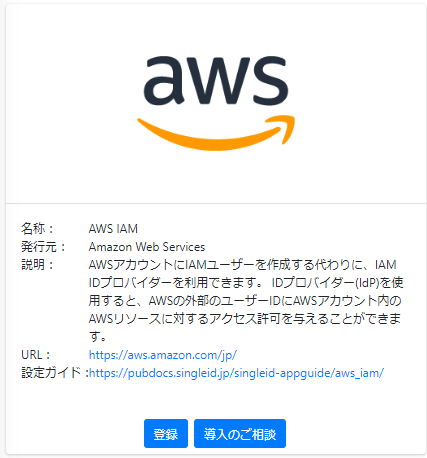 aws
名称： AWS IAM
発行元： Amazon Web Services
説明： AWSアカウントにIAMユーザーを作成する代わりに、IAM
IDプロバイダーを利用できます。 IDプロバイダー(IdP)を使
用すると、AWSの外部のユーザーIDにAWSアカウント内の
AWSリソースに対するアクセス許可を与えることができま
す。
URL： https://aws.amazon.com/jp/
設定ガイド：https://pubdocs.singleid.jp/singleid-appguide/aws_iam/
登録 導入のご相談